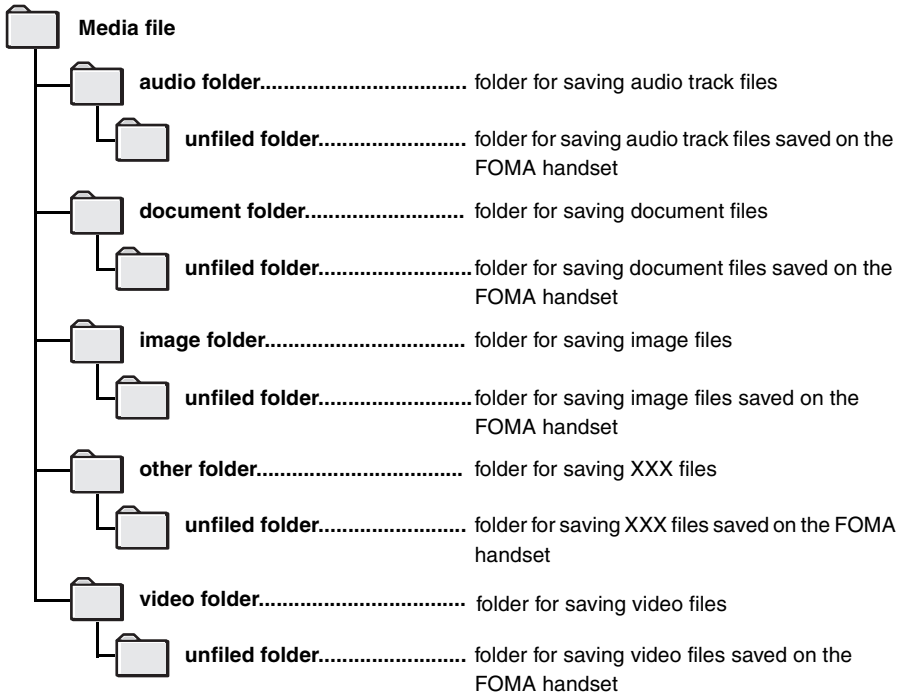 Media file
audio folder................................... folder for saving audio track files
unfiled folder......................... folder for saving audio track files saved on the
FOMA handset
document folder........................... folder for saving document files
unfiled folder..........................folder for saving document files saved on the
FOMA handset
image folder.................................. folder for saving image files
unfiled folder..........................folder for saving image files saved on the
FOMA handset
other folder................................... folder for saving XXX files
unfiled folder......................... folder for saving XXX files saved on the FOMA
handset
video folder................................... folder for saving video files
unfiled folder......................... folder for saving video files saved on the
FOMA handset